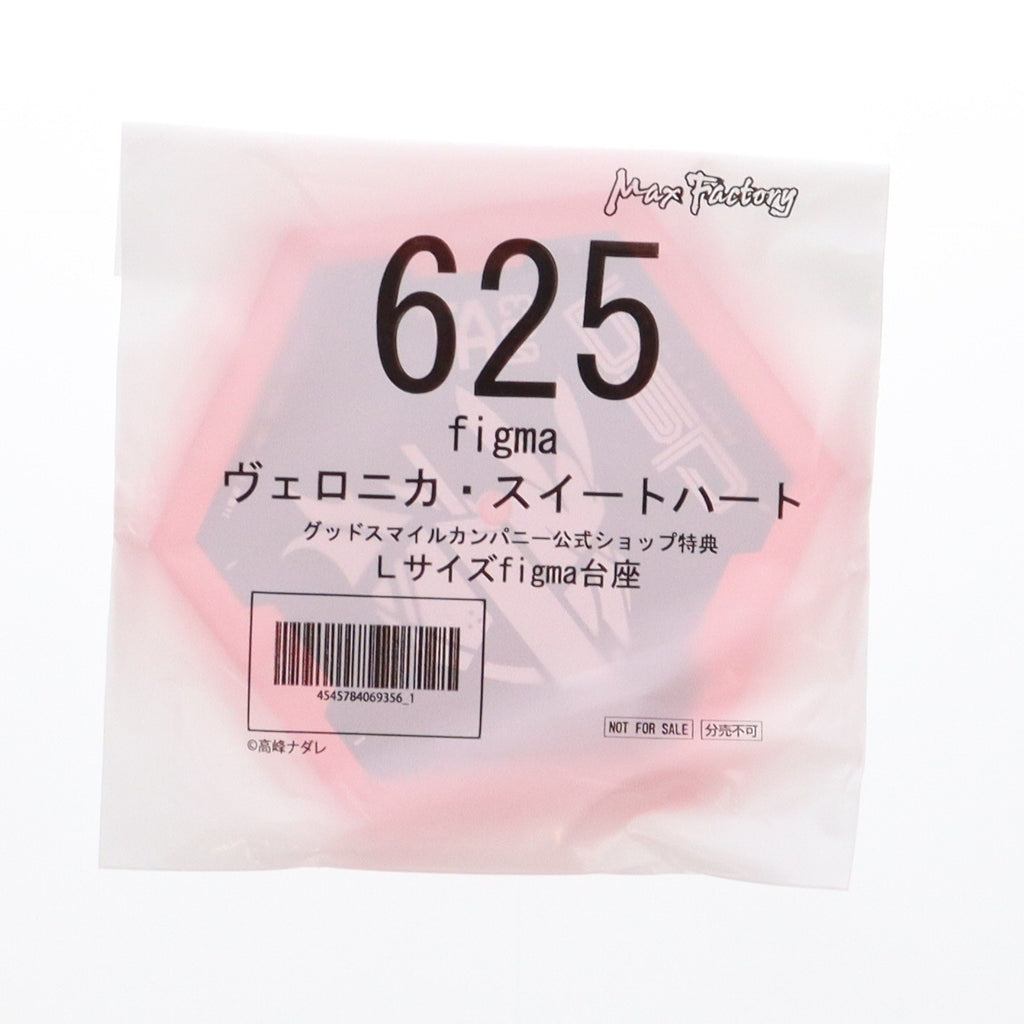 Max Factory
625
figma
ヴェロニカ・スイートハート
グッドスマイルカンパニー公式ショップ特典
Lサイズfigma台座
4545784069356_1
NOT FOR SALE 分売不可
©高峰ナダレ